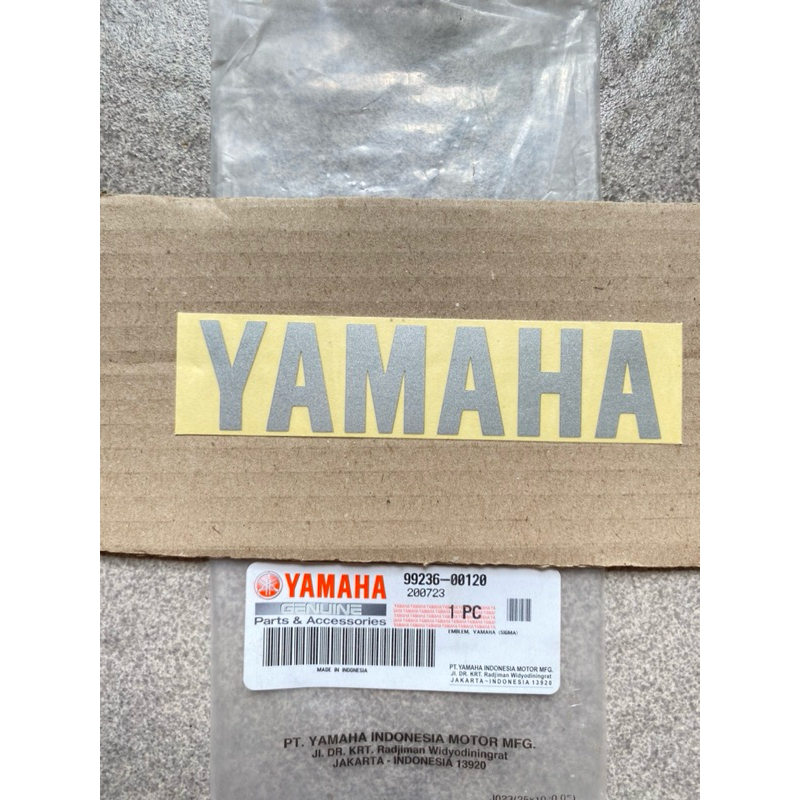 YAMAHA
YAMAHA 99236-00120
GENUINE 200723
Parts & Accessories 1 PC
EMBLEM, YAMAHA (SIGMA)
MADE IN INDONESIA
PT. YAMAHA INDONESIA MOTOR MFG.
Jl. DR. KRT. Radjiman Widyodiningrat
JAKARTA - INDONESIA 13920
PT. YAMAHA INDONESIA MOTOR MFG.
Jl. DR. KRT. Radjiman Widyodiningrat
JAKARTA - INDONESIA 13920